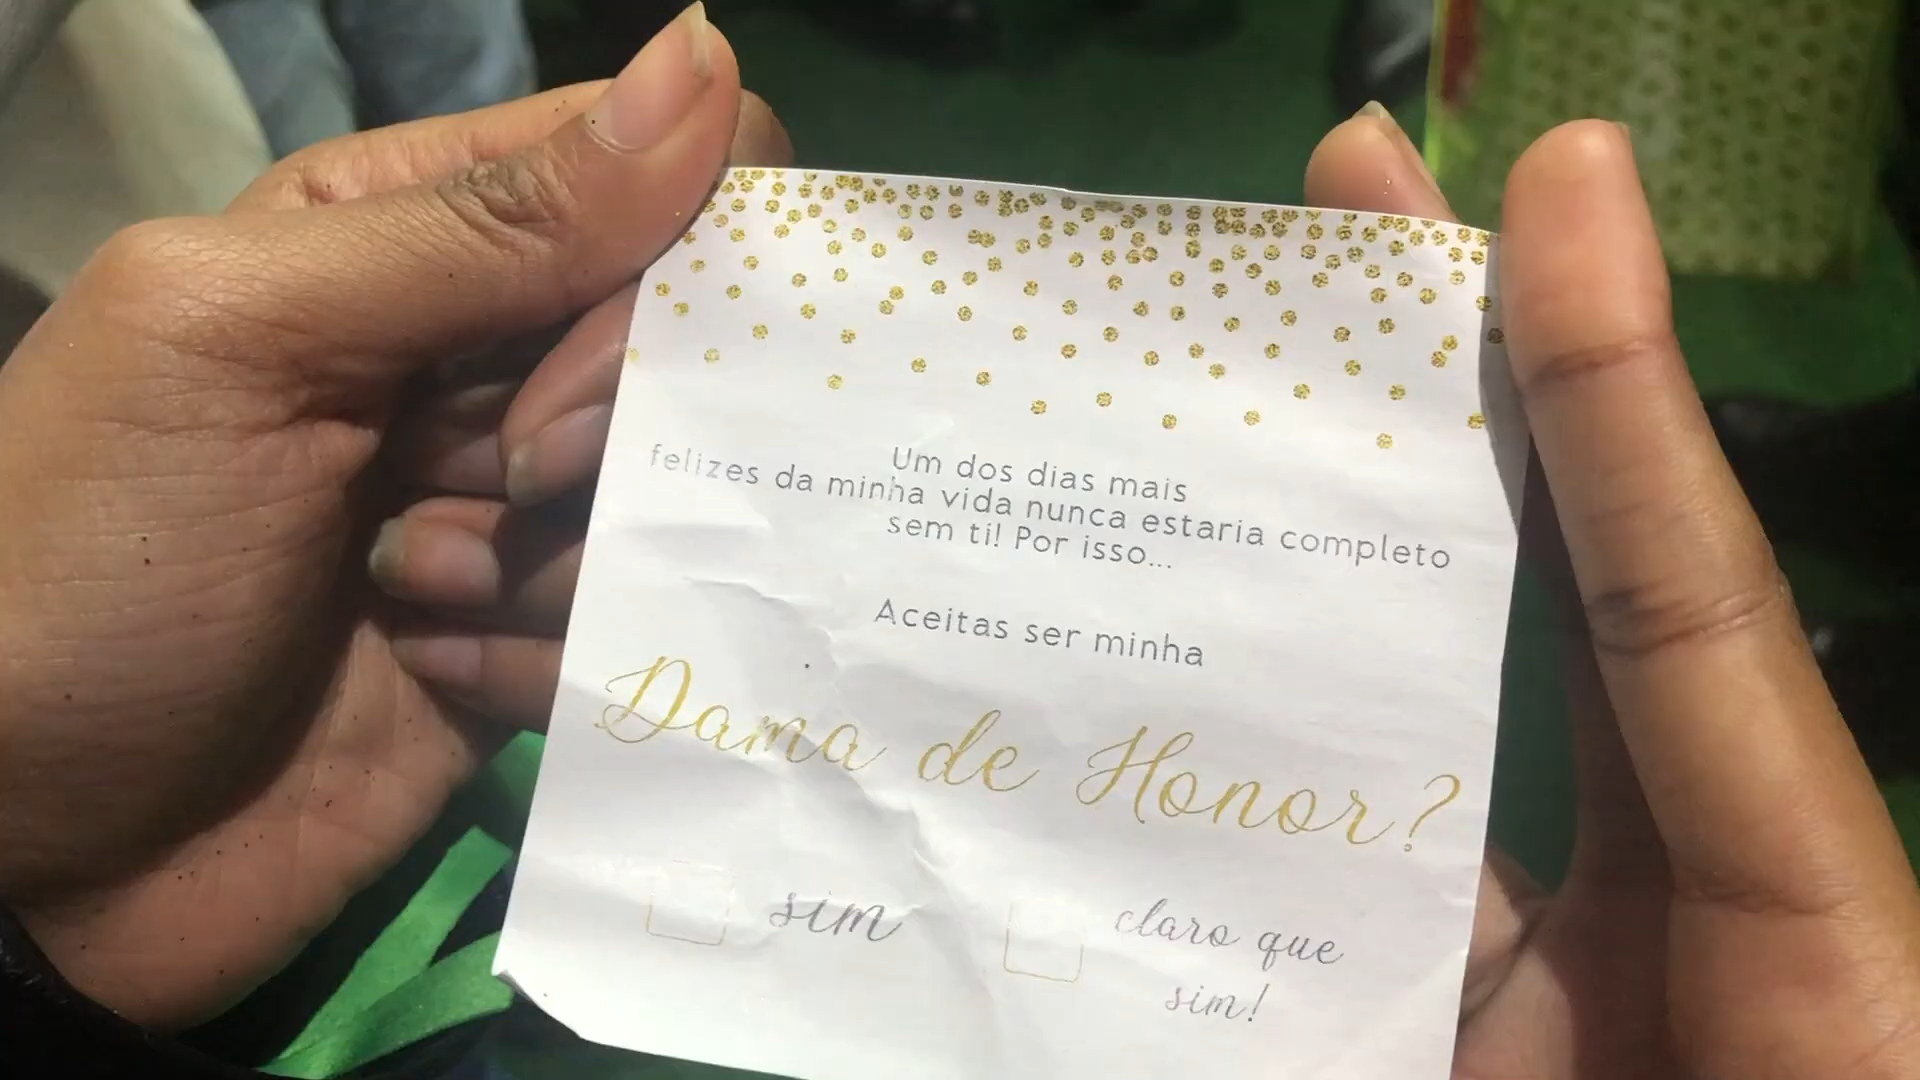 Um dos dias mais
felizes da minha vida nunca estaria completo
sem ti! Por isso...
Aceitas ser minha
Dama de Honor?
sim
claro que
sim!